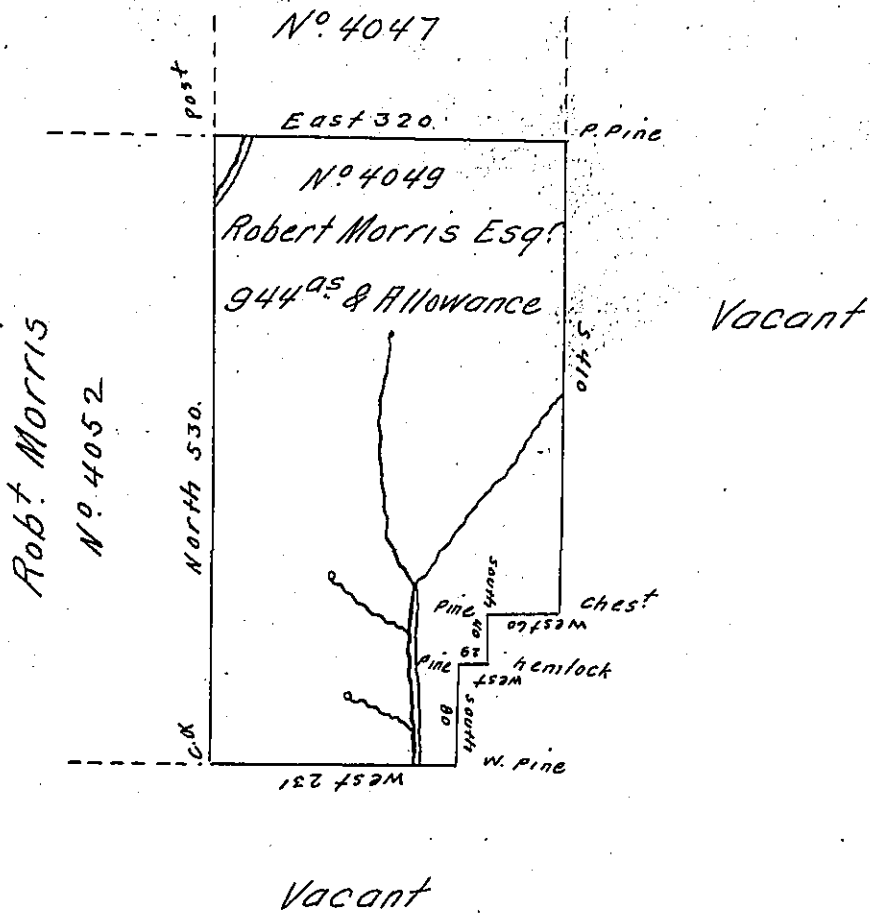 Nº 4047
post
East 320.
P. Pine
Nº 4049
Robert Morris Esqr
944as & Allowance
Vacant
S 410
Robt Morris
Nº 4052
North 530.
Pine
South
40
West 60
Chest
Pine
29
West
hemlock
South
80
C.O.
West 231
W. Pine
Vacant